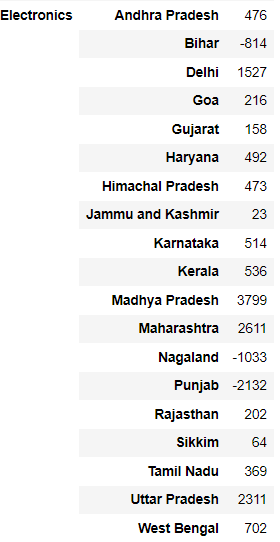 Electronics Andhra Pradesh 476
Bihar -814
Delhi 1527
Goa 216
Gujarat 158
Haryana 492
Himachal Pradesh 473
Jammu and Kashmir 23
Karnataka 514
Kerala 536
Madhya Pradesh 3799
Maharashtra 2611
Nagaland -1033
Punjab -2132
Rajasthan 202
Sikkim 64
Tamil Nadu 369
Uttar Pradesh 2311
West Bengal 702